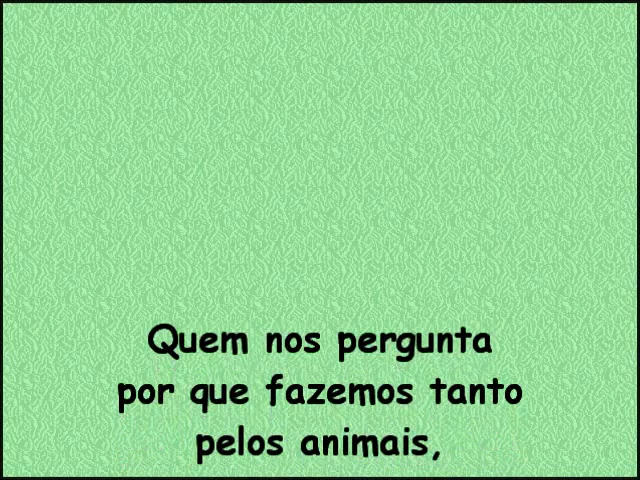 Quem nos pergunta
por que fazemos tanto
pelos animais,